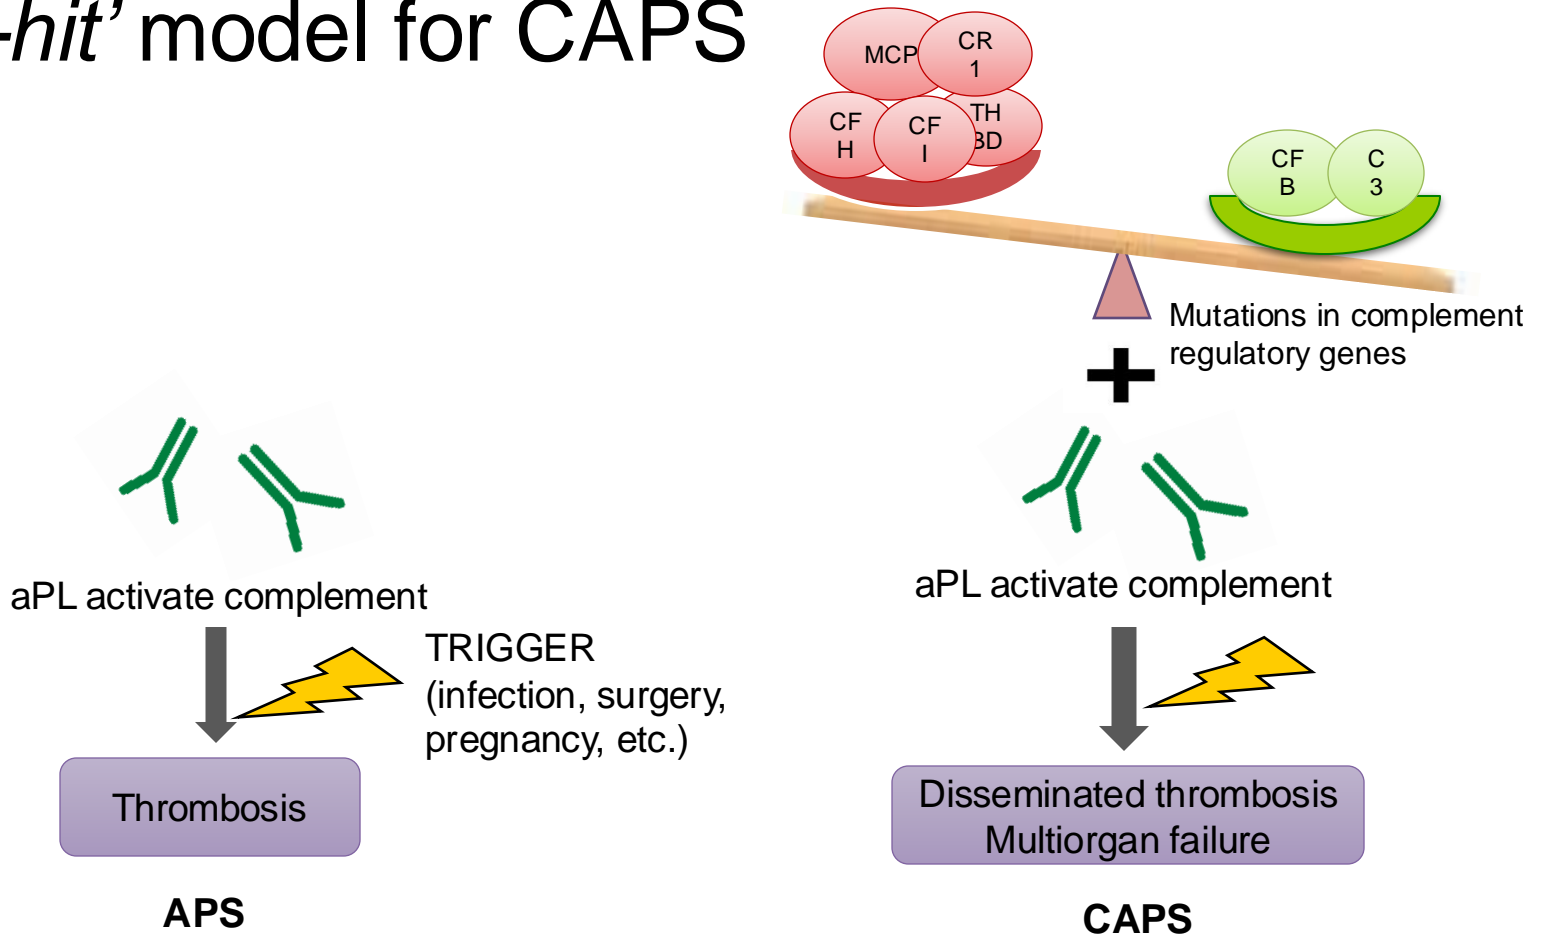 -hit’ model for CAPS
MCP
CR
1
CF
H
CF
I
TH
BD
CF
B
C
3
Mutations in complement
regulatory genes
aPL activate complement
TRIGGER
(infection, surgery,
pregnancy, etc.)
Thrombosis
APS
aPL activate complement
Disseminated thrombosis
Multiorgan failure
CAPS